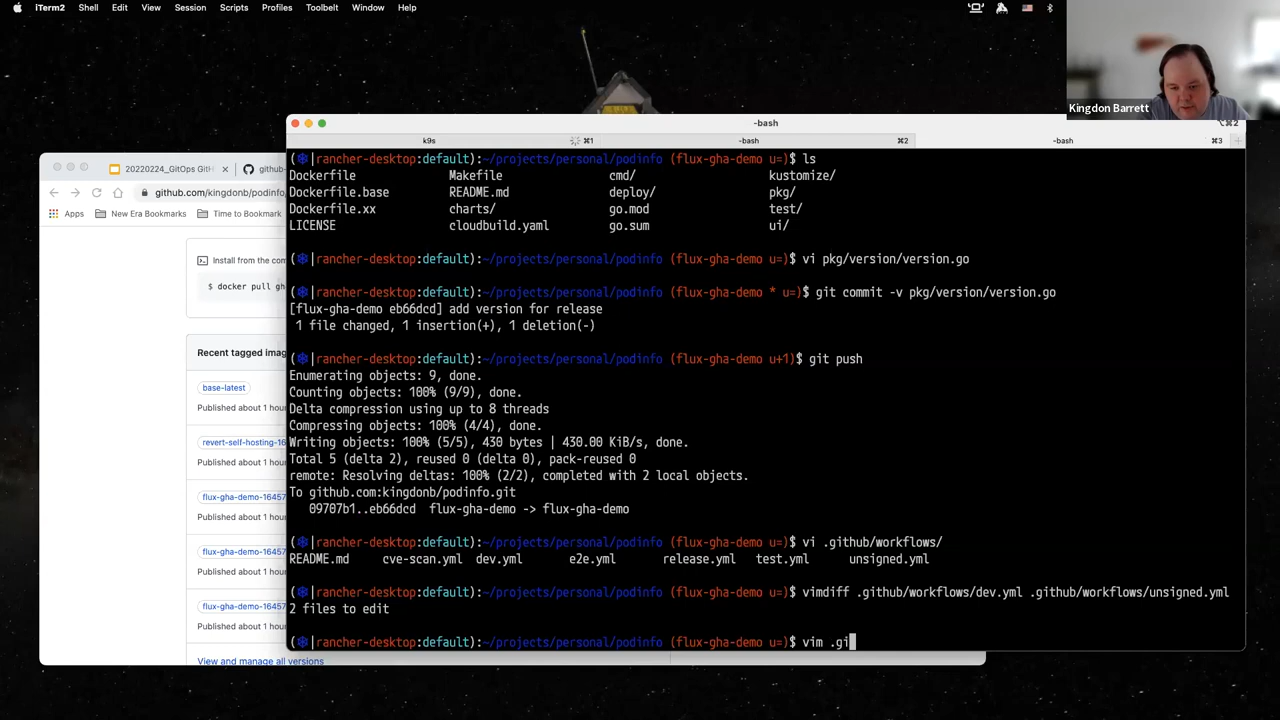 iTerm2 Shell Edit View Session Scripts Profiles Toolbelt Window Help
Kingdon Barrett
-bash
⌥⌘2
k9s ⌘1 -bash ⌘2 -bash ⌘3
20220224_GitOps GitH
github-
github.com/kingdonb/podinfo
Apps New Era Bookmarks Time to Bookmark
Install from the com
$ docker pull gh
Recent tagged ima
base-latest
Published about 1 hou
revert-self-hosting-16
Published about 1 hou
flux-gha-demo-16457
Published about 1 hou
flux-gha-demo-16457
Published about 1 hou
flux-gha-demo-16457
Published about 1 hou
View and manage all versions
(⎈|rancher-desktop:default):~/projects/personal/podinfo (flux-gha-demo u=)$ ls
Dockerfile Makefile cmd/ kustomize/
Dockerfile.base README.md deploy/ pkg/
Dockerfile.xx charts/ go.mod test/
LICENSE cloudbuild.yaml go.sum ui/
(⎈|rancher-desktop:default):~/projects/personal/podinfo (flux-gha-demo u=)$ vi pkg/version/version.go
(⎈|rancher-desktop:default):~/projects/personal/podinfo (flux-gha-demo * u=)$ git commit -v pkg/version/version.go
[flux-gha-demo eb66dcd] add version for release
1 file changed, 1 insertion(+), 1 deletion(-)
(⎈|rancher-desktop:default):~/projects/personal/podinfo (flux-gha-demo u+1)$ git push
Enumerating objects: 9, done.
Counting objects: 100% (9/9), done.
Delta compression using up to 8 threads
Compressing objects: 100% (4/4), done.
Writing objects: 100% (5/5), 430 bytes | 430.00 KiB/s, done.
Total 5 (delta 2), reused 0 (delta 0), pack-reused 0
remote: Resolving deltas: 100% (2/2), completed with 2 local objects.
To github.com:kingdonb/podinfo.git
09707b1..eb66dcd flux-gha-demo -> flux-gha-demo
(⎈|rancher-desktop:default):~/projects/personal/podinfo (flux-gha-demo u=)$ vi .github/workflows/
README.md cve-scan.yml dev.yml e2e.yml release.yml test.yml unsigned.yml
(⎈|rancher-desktop:default):~/projects/personal/podinfo (flux-gha-demo u=)$ vimdiff .github/workflows/dev.yml .github/workflows/unsigned.yml
2 files to edit
(⎈|rancher-desktop:default):~/projects/personal/podinfo (flux-gha-demo u=)$ vim .gi